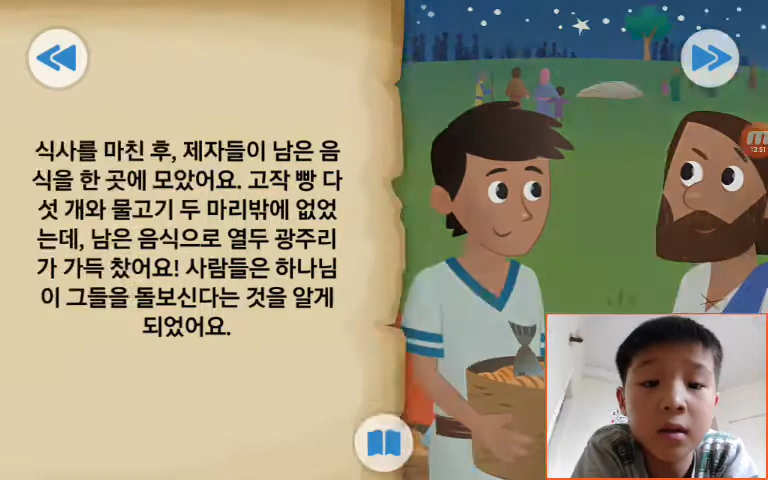 식사를 마친 후, 제자들이 남은 음
식을 한 곳에 모았어요. 고작 빵 다
섯 개와 물고기 두 마리밖에 없었
는데, 남은 음식으로 열두 광주리
가 가득 찼어요! 사람들은 하나님
이 그들을 돌보신다는 것을 알게
되었어요.
13:51